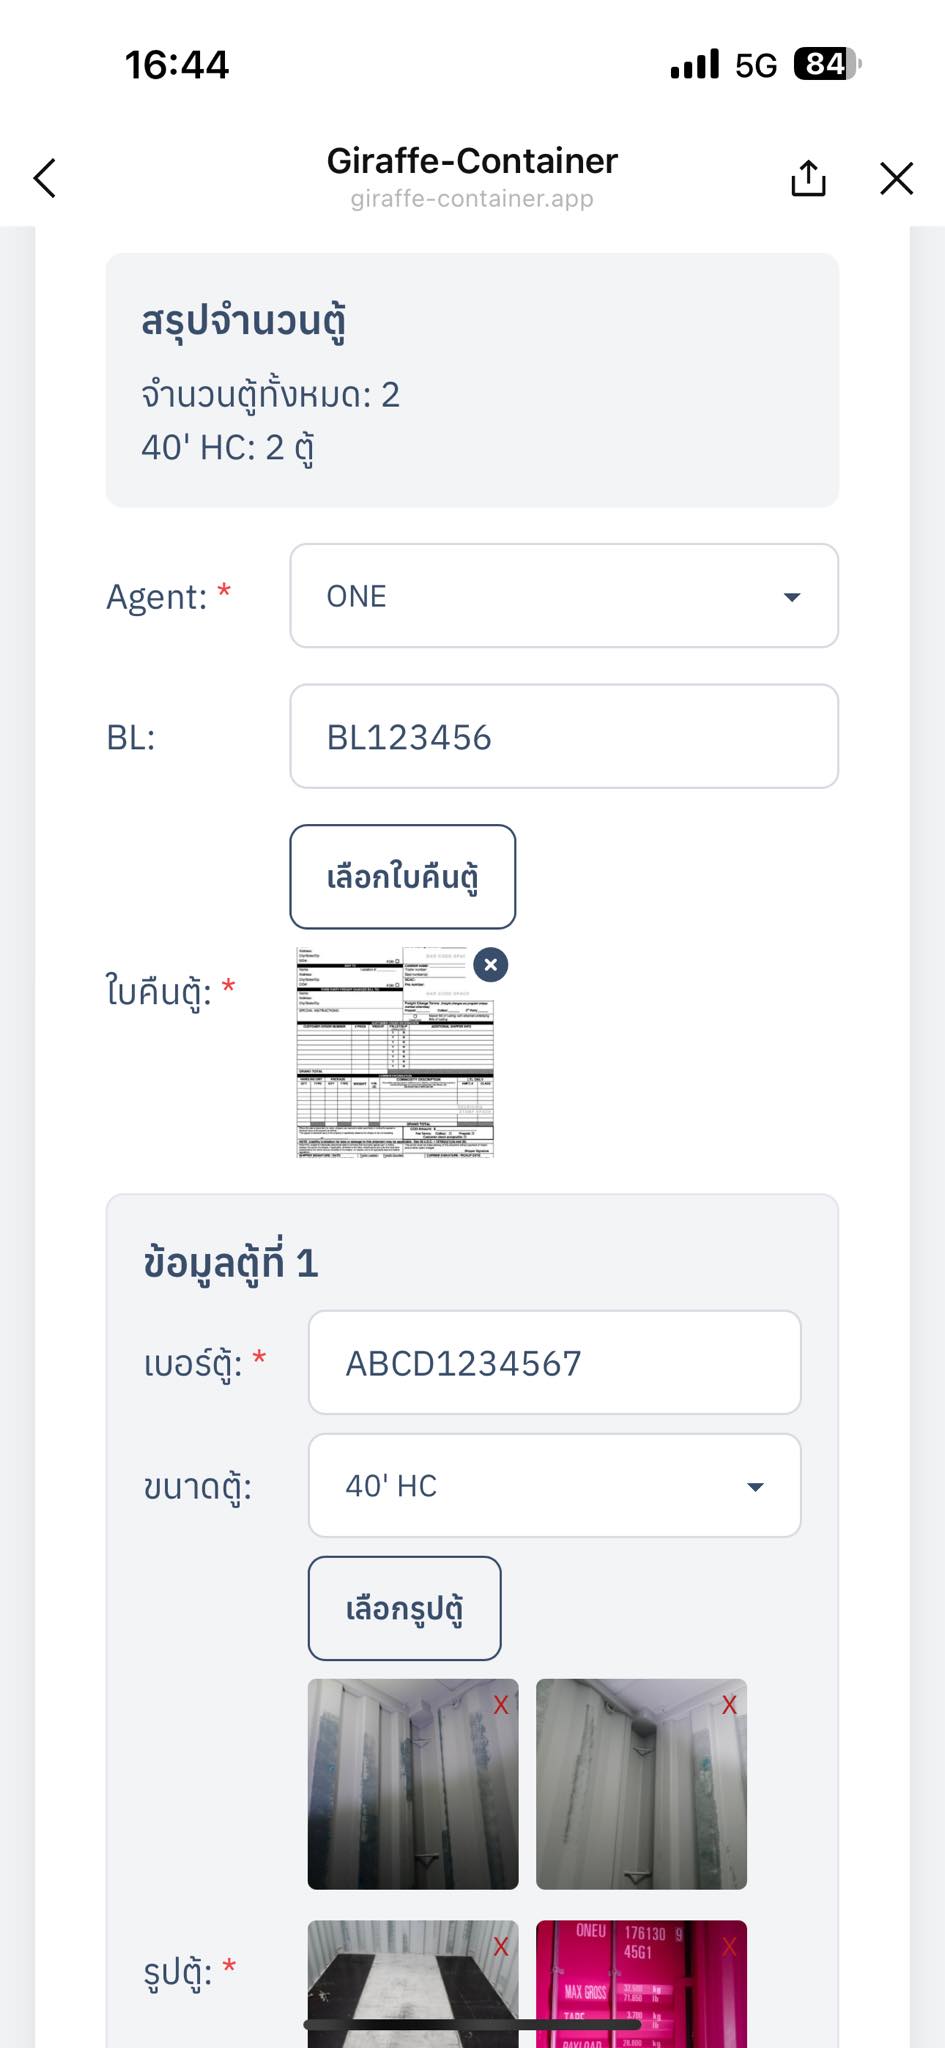 16:44
5G 84
Giraffe-Container
giraffe-container.app
สรุปจำนวนตู้
จำนวนตู้ทั้งหมด: 2
40' HC: 2 ตู้
Agent: *
ONE
BL:
BL123456
เลือกใบคืนตู้
ใบคืนตู้: *
ข้อมูลตู้ที่ 1
เบอร์ตู้: *
ABCD1234567
ขนาดตู้:
40' HC
เลือกรูปตู้
X X
รูปตู้: *
X X
ONEU 176130 9
45G1
MAX GROSS
TARE
PAYLOAD